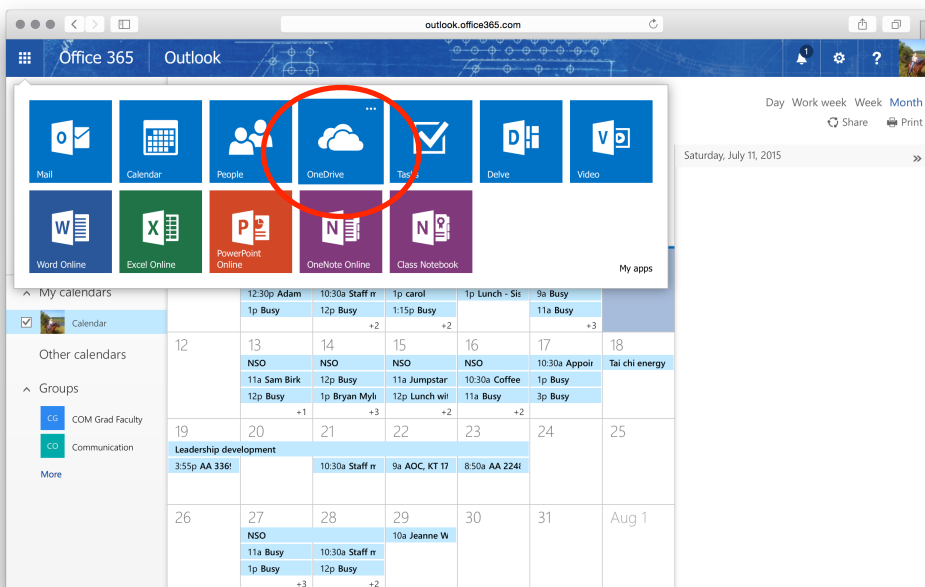 outlook.office365.com
Office 365 Outlook
1 ?
Day Work week Week Month
Share Print
Saturday, July 11, 2015 »
Mail Calendar People OneDrive Tasks Delve Video
Word Online Excel Online PowerPoint Online OneNote Online Class Notebook
My apps
My calendars
Calendar
Other calendars
Groups
CG COM Grad Faculty
CO Communication
More
12:30p Adam 10:30a Staff m 1p carol 1p Lunch - Sis 9a Busy
1p Busy 12p Busy 1:15p Busy 11a Busy
+2 +2 +3
12 13 14 15 16 17 18
NSO NSO NSO NSO 10:30a Appoir Tai chi energy
11a Sam Birk 12p Busy 11a Jumpstar 10:30a Coffee 1p Busy
12p Busy 1p Bryan Myl 12p Lunch wit 11a Busy 3p Busy
+1 +3 +2 +2
19 20 21 22 23 24 25
Leadership development
3:55p AA 336 10:30a Staff m 9a AOC, KT 17 8:50a AA 224
26 27 28 29 30 31 Aug 1
NSO 10a Jeanne W
11a Busy 10:30a Staff m
1p Busy 12p Busy
+3 +2